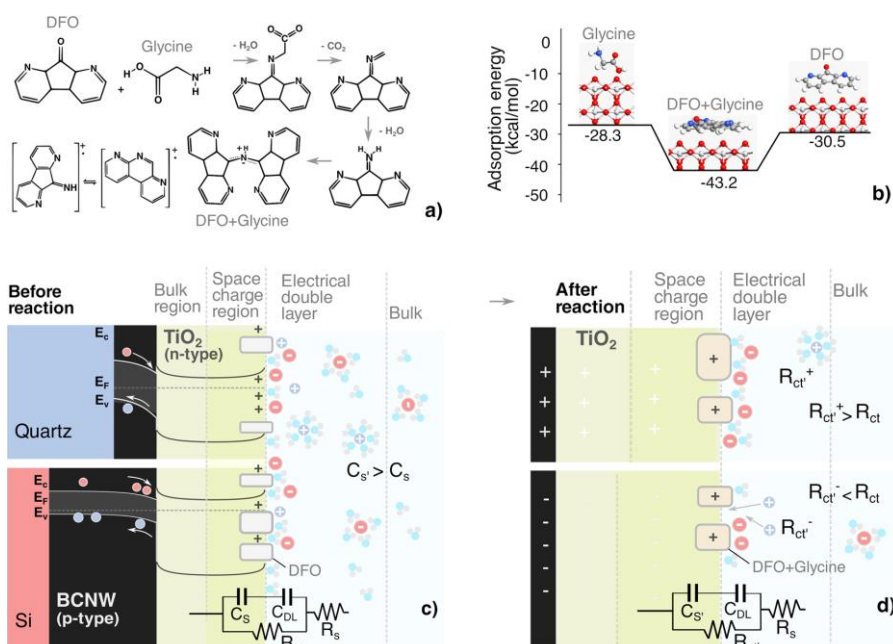 DFO
Glycine
- H₂O
- CO₂
O
N
N
+
H
O
O
N
H
H
O
O
N
N
N
N
N
N
- H₂O
N
N
NH
+
•
N
N
+
•
N
N
H
N
N
H
H
N
N
N
DFO+Glycine
a)
Adsorption energy
(kcal/mol)
0
-10
-20
-30
-40
-50
Glycine
-28.3
DFO+Glycine
-43.2
DFO
-30.5
b)
Before
reaction
Bulk
region
Space
charge
region
Electrical
double
layer
Bulk
TiO₂
(n-type)
Ec
EF
Ev
Quartz
Cs' > Cs
Ec
EF
Ev
DFO
Si
BCNW
(p-type)
CS
CDL
R
Rs
c)
After
reaction
Space
charge
region
Electrical
double
layer
Bulk
TiO₂
Rct'⁺
Rct'⁺ > Rct
Rct'⁻ < Rct
Rct'⁻
DFO+Glycine
CS'
CDL
R
Rs
d)